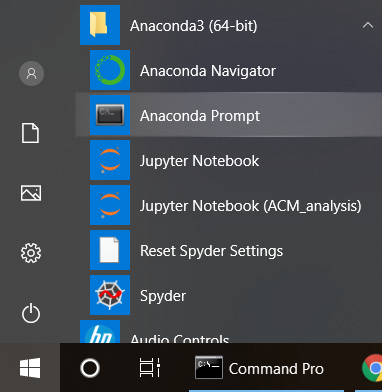 Anaconda3 (64-bit)
Anaconda Navigator
Anaconda Prompt
Jupyter Notebook
Jupyter Notebook (ACM_analysis)
Reset Spyder Settings
Spyder
hp
Audio Controls
Command Pro